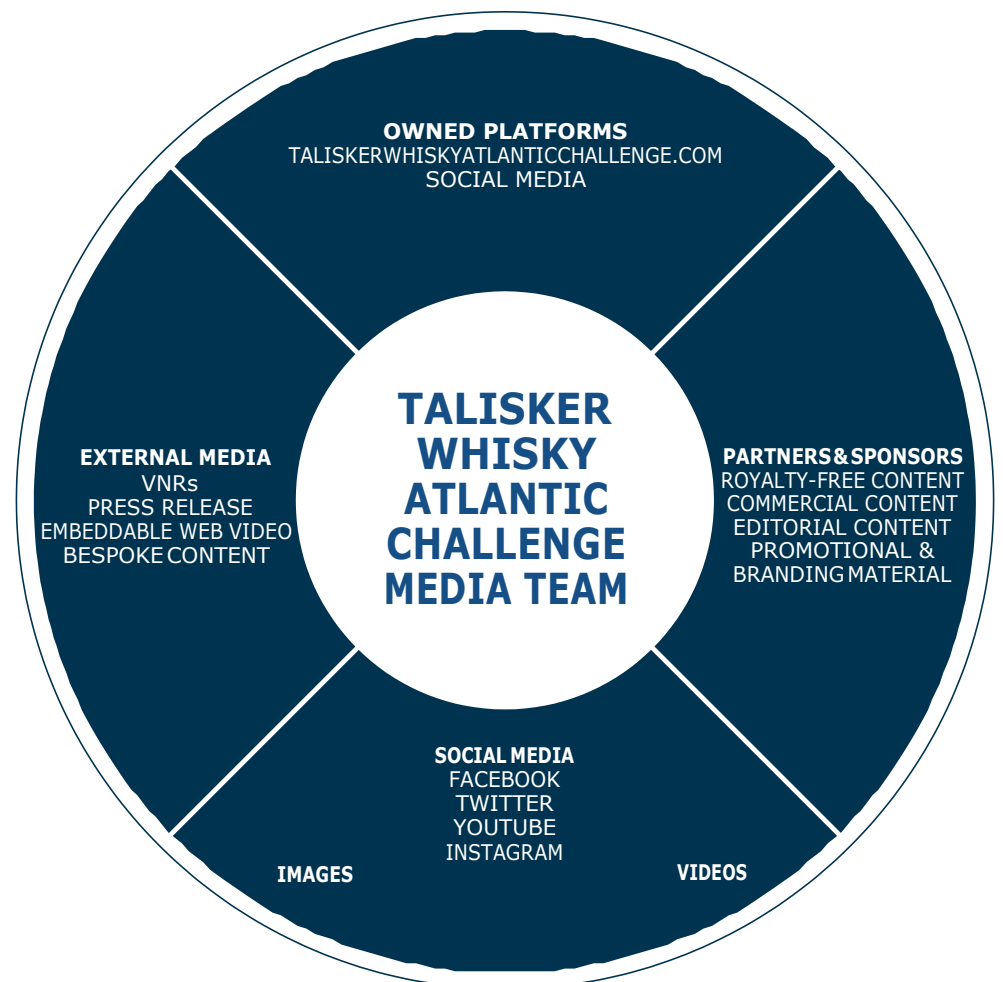 OWNED PLATFORMS
TALISKERWHISKYATLANTICCHALLENGE.COM
SOCIAL MEDIA
TALISKER
WHISKY
ATLANTIC
CHALLENGE
MEDIA TEAM
EXTERNAL MEDIA
VNRs
PRESS RELEASE
EMBEDDABLE WEB VIDEO
BESPOKE CONTENT
PARTNERS & SPONSORS
ROYALTY-FREE CONTENT
COMMERCIAL CONTENT
EDITORIAL CONTENT
PROMOTIONAL &
BRANDING MATERIAL
SOCIAL MEDIA
FACEBOOK
TWITTER
YOUTUBE
INSTAGRAM
IMAGES
VIDEOS